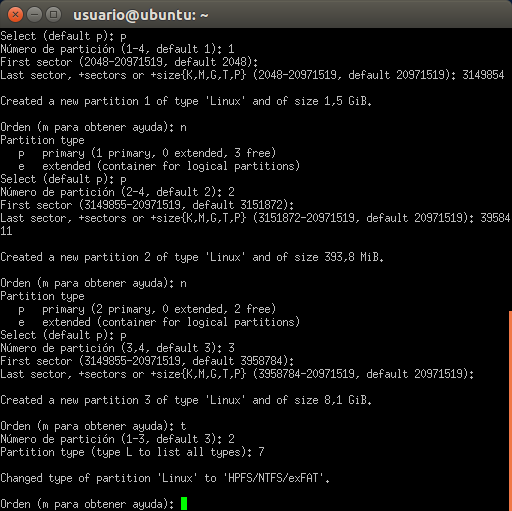 usuario@ubuntu: ~
Select (default p): p
Número de partición (1-4, default 1): 1
First sector (2048-20971519, default 2048):
Last sector, +sectors or +size{K,M,G,T,P} (2048-20971519, default 20971519): 3149854
Created a new partition 1 of type 'Linux' and of size 1,5 GiB.
Orden (m para obtener ayuda): n
Partition type
p primary (1 primary, 0 extended, 3 free)
e extended (container for logical partitions)
Select (default p): p
Número de partición (2-4, default 2): 2
First sector (3149855-20971519, default 3151872):
Last sector, +sectors or +size{K,M,G,T,P} (3151872-20971519, default 20971519): 39584
11
Created a new partition 2 of type 'Linux' and of size 393,8 MiB.
Orden (m para obtener ayuda): n
Partition type
p primary (2 primary, 0 extended, 2 free)
e extended (container for logical partitions)
Select (default p): p
Número de partición (3,4, default 3): 3
First sector (3149855-20971519, default 3958784):
Last sector, +sectors or +size{K,M,G,T,P} (3958784-20971519, default 20971519):
Created a new partition 3 of type 'Linux' and of size 8,1 GiB.
Orden (m para obtener ayuda): t
Número de partición (1-3, default 3): 2
Partition type (type L to list all types): 7
Changed type of partition 'Linux' to 'HPFS/NTFS/exFAT'.
Orden (m para obtener ayuda):